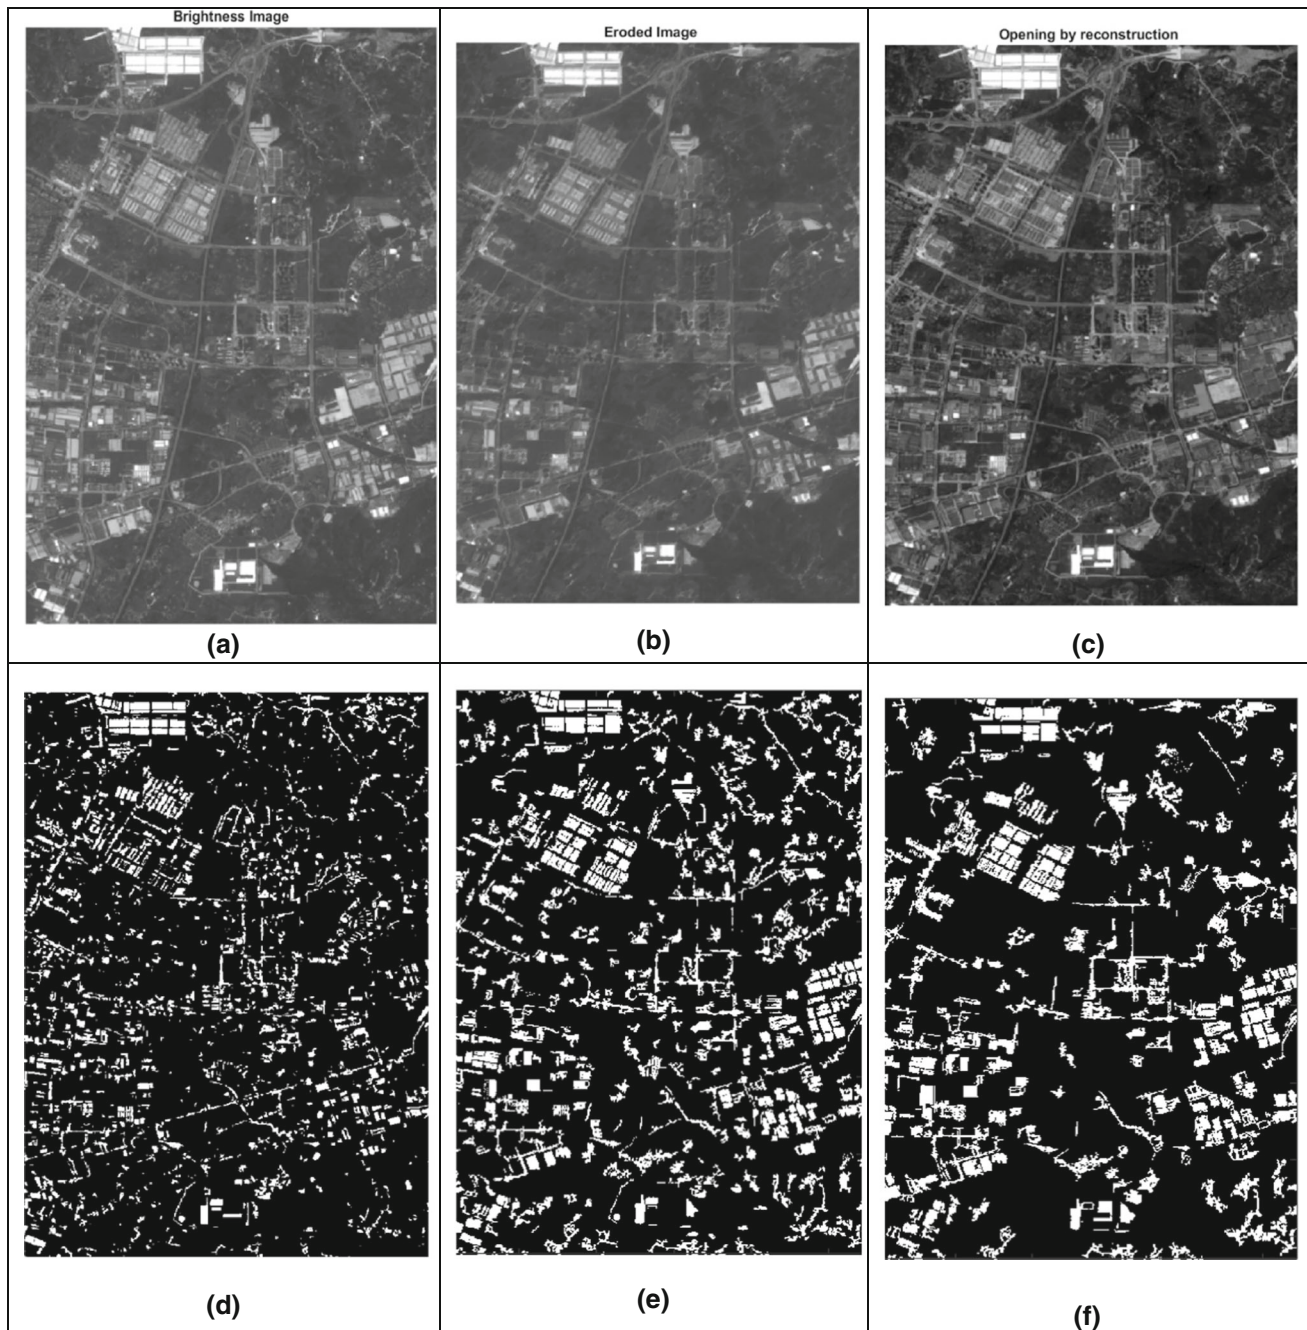 Brightness Image
Eroded Image
Opening by reconstruction
(a)
(b)
(c)
(d)
(e)
(f)